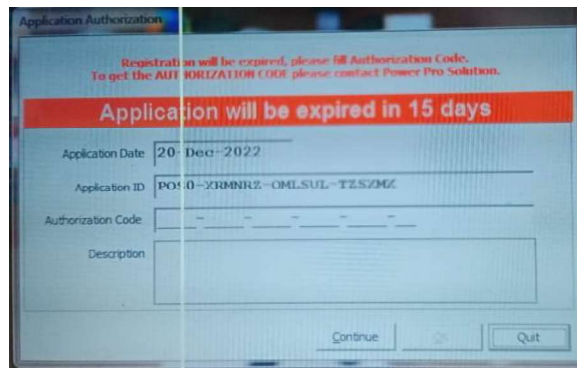 Application Authorization
Registration will be expired, please fill Authorization Code.
To get the AUTHORIZATION CODE please contact Power Pro Solution.
Application will be expired in 15 days
Application Date 20-Dec-2022
Application ID
Authorization Code
Description
Continue OK Quit